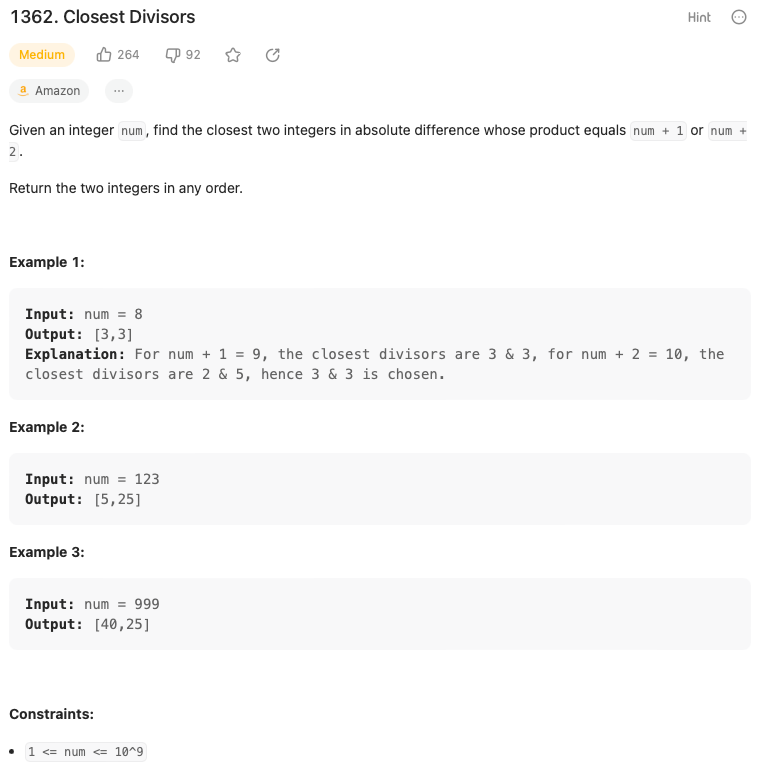 1362. Closest Divisors
Hint
Medium 264 92
a Amazon ...
Given an integer num, find the closest two integers in absolute difference whose product equals num + 1 or num +
2.
Return the two integers in any order.
Example 1:
Input: num = 8
Output: [3,3]
Explanation: For num + 1 = 9, the closest divisors are 3 & 3, for num + 2 = 10, the
closest divisors are 2 & 5, hence 3 & 3 is chosen.
Example 2:
Input: num = 123
Output: [5,25]
Example 3:
Input: num = 999
Output: [40,25]
Constraints:
• 1 <= num <= 10^9